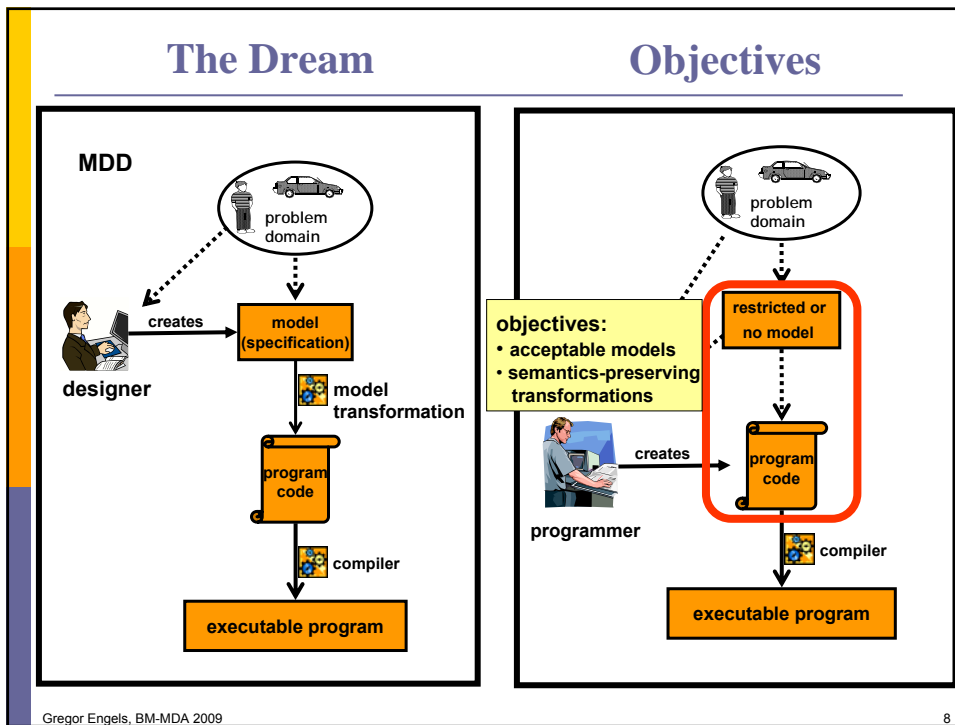 The Dream
Objectives
MDD
problem
domain
creates
model
(specification)
designer
model
transformation
program
code
compiler
executable program
problem
domain
restricted or
no model
objectives:
• acceptable models
• semantics-preserving
transformations
creates
program
code
programmer
compiler
executable program
Gregor Engels, BM-MDA 2009
8